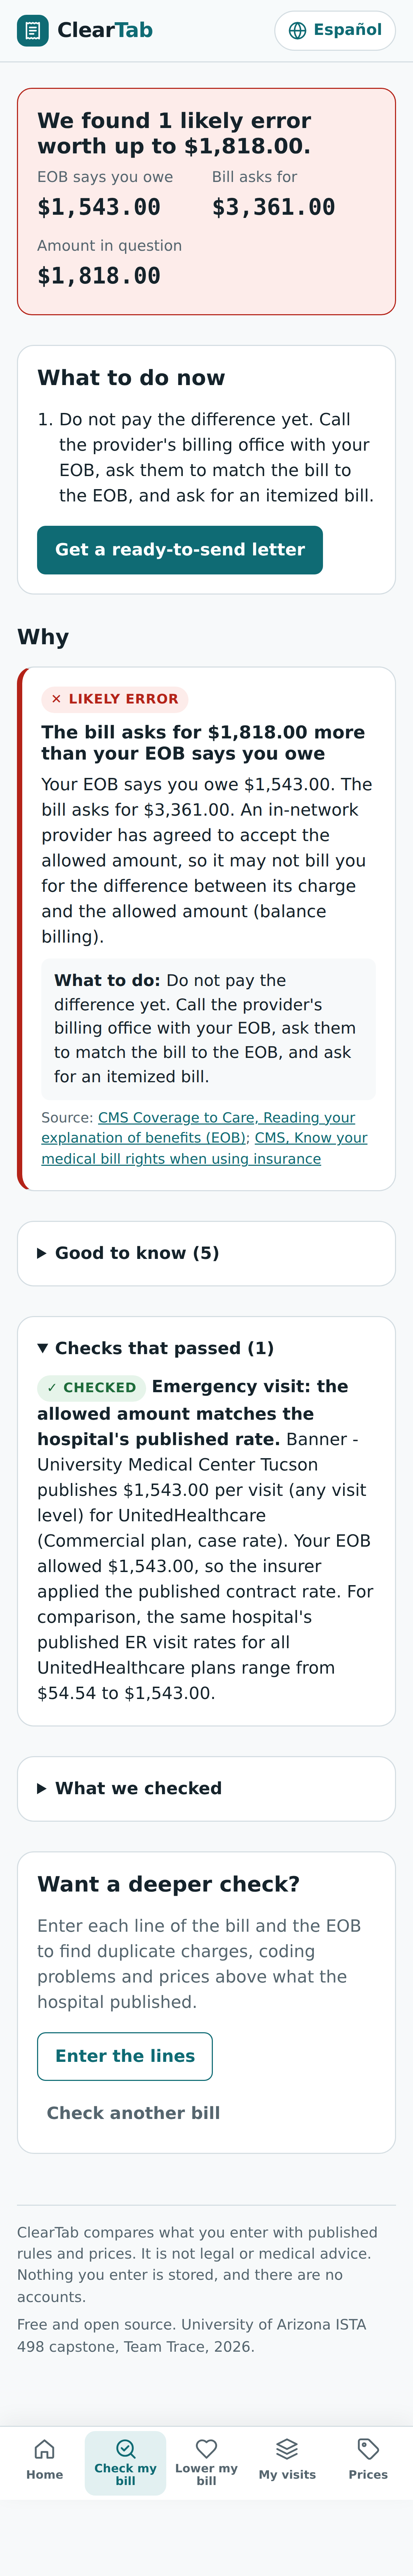 ClearTab
Español
We found 1 likely error
worth up to $1,818.00.
EOB says you owe
$1,543.00
Bill asks for
$3,361.00
Amount in question
$1,818.00
What to do now
1. Do not pay the difference yet. Call
the provider's billing office with your
EOB, ask them to match the bill to
the EOB, and ask for an itemized bill.
Get a ready-to-send letter
Why
✕ LIKELY ERROR
The bill asks for $1,818.00 more
than your EOB says you owe
Your EOB says you owe $1,543.00. The
bill asks for $3,361.00. An in-network
provider has agreed to accept the
allowed amount, so it may not bill you
for the difference between its charge
and the allowed amount (balance
billing).
What to do: Do not pay the
difference yet. Call the provider's
billing office with your EOB, ask them
to match the bill to the EOB, and ask
for an itemized bill.
Source: CMS Coverage to Care, Reading your
explanation of benefits (EOB); CMS, Know your
medical bill rights when using insurance
▶ Good to know (5)
▼ Checks that passed (1)
✓ CHECKED Emergency visit: the
allowed amount matches the
hospital's published rate. Banner -
University Medical Center Tucson
publishes $1,543.00 per visit (any visit
level) for UnitedHealthcare
(Commercial plan, case rate). Your EOB
allowed $1,543.00, so the insurer
applied the published contract rate. For
comparison, the same hospital's
published ER visit rates for all
UnitedHealthcare plans range from
$54.54 to $1,543.00.
▶ What we checked
Want a deeper check?
Enter each line of the bill and the EOB
to find duplicate charges, coding
problems and prices above what the
hospital published.
Enter the lines
Check another bill
ClearTab compares what you enter with published
rules and prices. It is not legal or medical advice.
Nothing you enter is stored, and there are no
accounts.
Free and open source. University of Arizona ISTA
498 capstone, Team Trace, 2026.
Home
Check my
bill
Lower my
bill
My visits
Prices